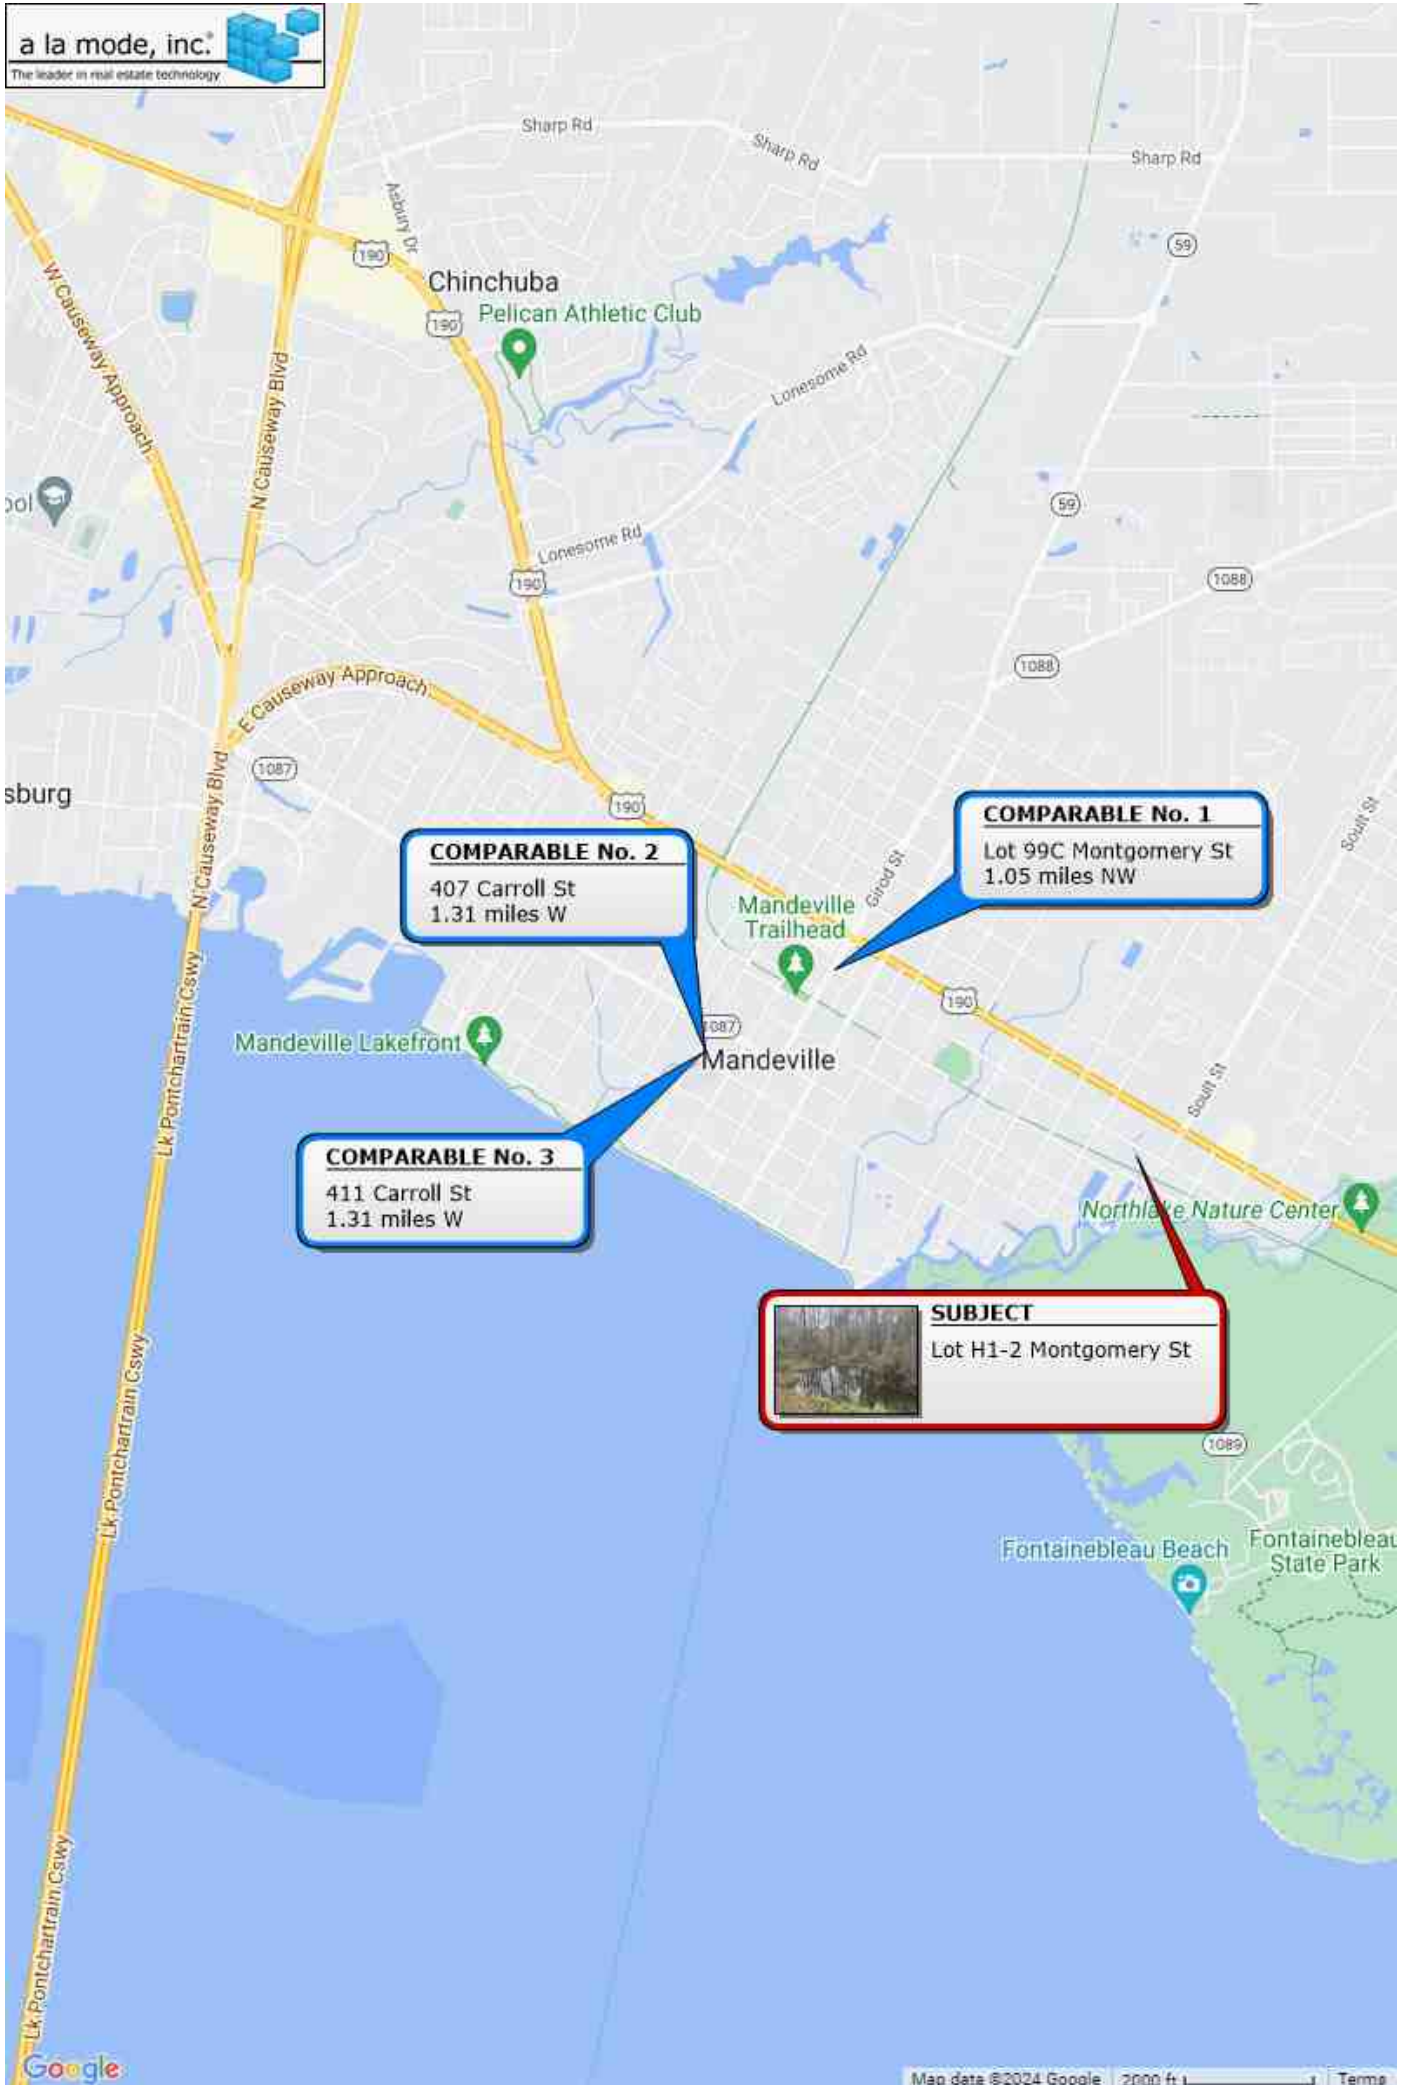 a la mode, inc.
The leader in real estate technology
Sharp Rd
Sharp Rd
Sharp Rd
Asbury Dr
59
190
Chinchuba
190
Pelican Athletic Club
W Causeway Approach
N Causeway Blvd
Lonesome Rd
ool
59
Lonesome Rd
190
1088
1088
E Causeway Approach
1087
sburg
N Causeway Blvd
190
COMPARABLE No. 1
Lot 99C Montgomery St
1.05 miles NW
Soult St
COMPARABLE No. 2
407 Carroll St
1.31 miles W
Girod St
Mandeville
Trailhead
190
Lk Pontchartrain Cswy
1087
Mandeville Lakefront
Mandeville
Soult St
COMPARABLE No. 3
411 Carroll St
1.31 miles W
Northlake Nature Center
SUBJECT
Lot H1-2 Montgomery St
Lk Pontchartrain Cswy
1089
Fontainebleau Beach
Fontainebleau
State Park
Lk Pontchartrain Cswy
Google
Map data ©2024 Google
2000 ft
Terms